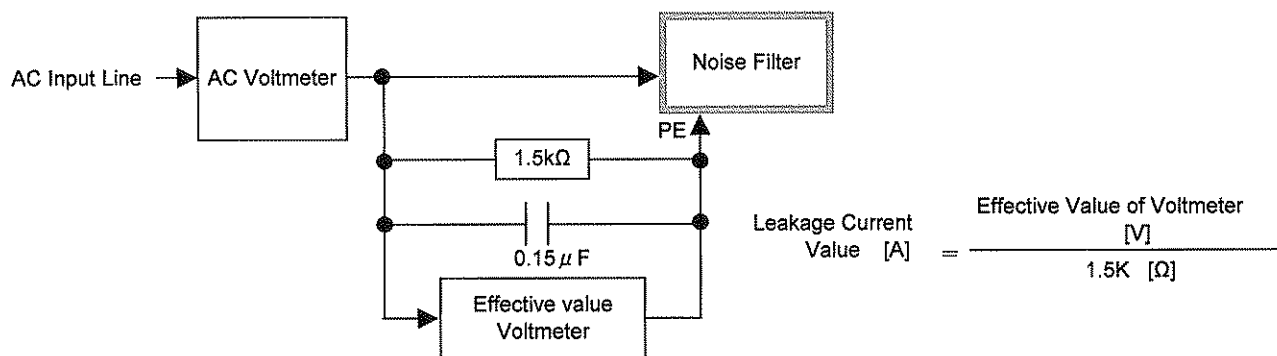 AC Input Line
AC Voltmeter
Noise Filter
PE
1.5kΩ
0.15μF
Effective value
Voltmeter
Leakage Current
Value [A]
=
Effective Value of Voltmeter
[V]
1.5K [Ω]